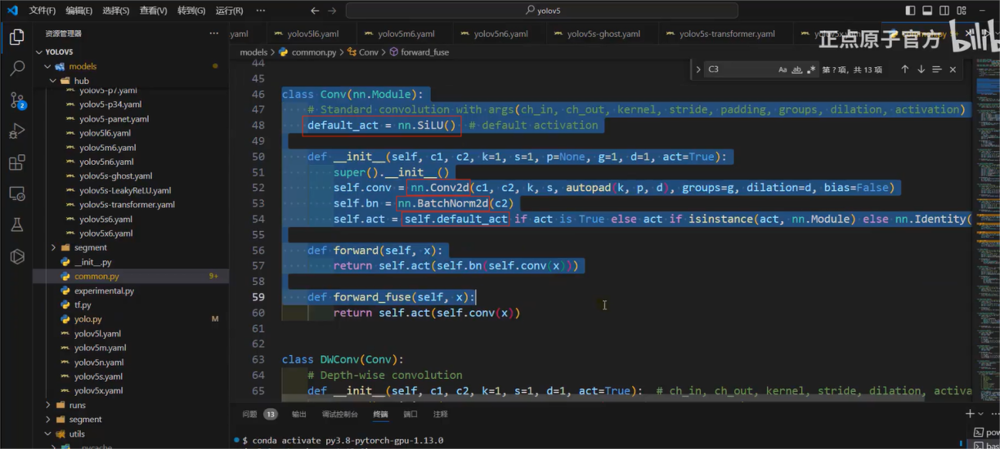 文件(F) 编辑(E) 选择(S) 查看(V) 转到(G) 运行(R) ··· yolov5
资源管理器 ···
yaml yolov5l6.yaml yolov5m6.yaml yolov5n6.yaml yolov5s-ghost.yaml yolov5s-transformer.yaml
正点原子官方 bilib
models > common.py > Conv > forward_fuse
C3 Aa ab 第 ? 项, 共 13 项
YOLOV5
models
hub
yolov5-p7.yaml
yolov5-p34.yaml
yolov5-panet.yaml
yolov5l6.yaml
yolov5m6.yaml
yolov5n6.yaml
yolov5s-ghost.yaml
yolov5s-LeakyReLU.yaml
yolov5s-transformer.yaml
yolov5s6.yaml
yolov5x6.yaml
segment
__init__.py
common.py 9+
experimental.py
tf.py
yolo.py M
yolov5l.yaml
yolov5m.yaml
yolov5n.yaml
yolov5s.yaml
yolov5x.yaml
runs
segment
utils
__pycache__
2
44
45
46 class Conv(nn.Module):
47 # Standard convolution with args(ch_in, ch_out, kernel, stride, padding, groups, dilation, activation)
48 default_act = nn.SiLU() # default activation
49
50 def __init__(self, c1, c2, k=1, s=1, p=None, g=1, d=1, act=True):
51 super().__init__()
52 self.conv = nn.Conv2d(c1, c2, k, s, autopad(k, p, d), groups=g, dilation=d, bias=False)
53 self.bn = nn.BatchNorm2d(c2)
54 self.act = self.default_act if act is True else act if isinstance(act, nn.Module) else nn.Identity(
55
56 def forward(self, x):
57 return self.act(self.bn(self.conv(x)))
58
59 def forward_fuse(self, x):
60 return self.act(self.conv(x))
61
62
63 class DWConv(Conv):
64 # Depth-wise convolution
65 def __init__(self, c1, c2, k=1, s=1, d=1, act=True): # ch_in, ch_out, kernel, stride, dilation, activa
问题 13 输出 调试控制台 终端 端口 注释
$ conda activate py3.8-pytorch-gpu-1.13.0
pow
bas